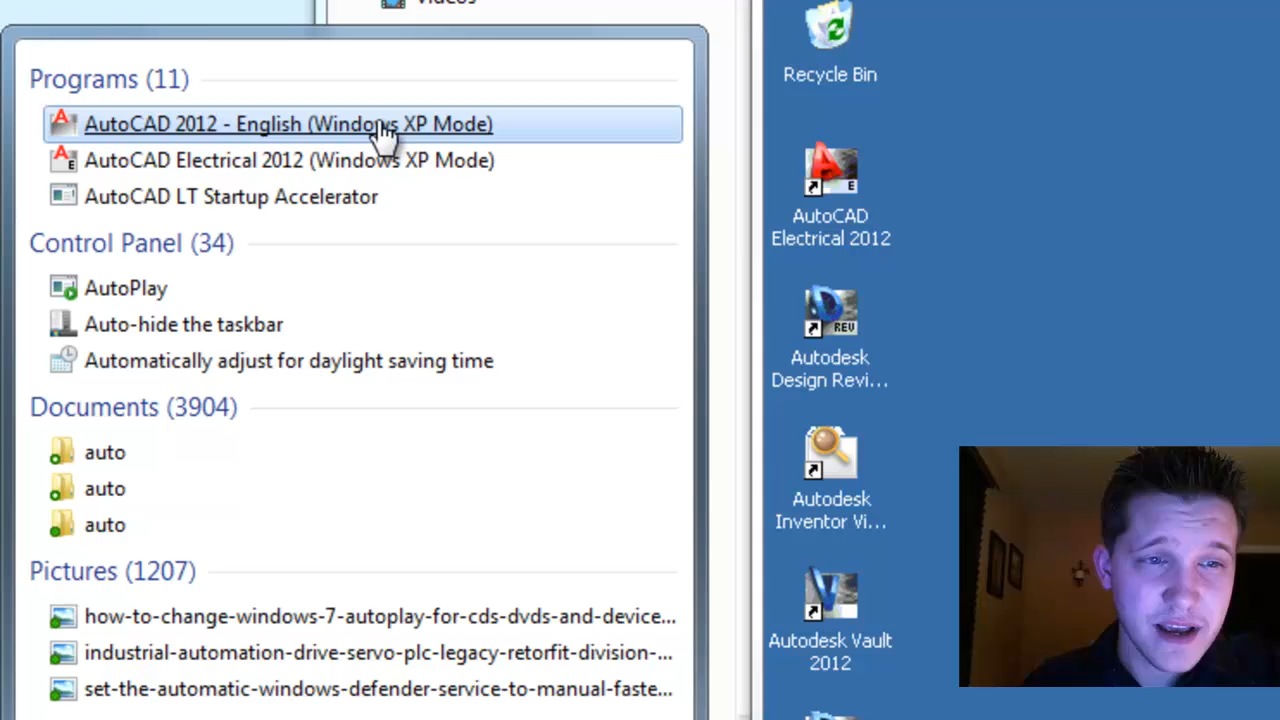 Videos
Programs (11)
AutoCAD 2012 - English (Windows XP Mode)
AutoCAD Electrical 2012 (Windows XP Mode)
AutoCAD LT Startup Accelerator
Control Panel (34)
AutoPlay
Auto-hide the taskbar
Automatically adjust for daylight saving time
Documents (3904)
auto
auto
auto
Pictures (1207)
how-to-change-windows-7-autoplay-for-cds-dvds-and-device...
industrial-automation-drive-servo-plc-legacy-retorfit-division-...
set-the-automatic-windows-defender-service-to-manual-faste...
Recycle Bin
E
AutoCAD
Electrical 2012
REV
Autodesk
Design Revi...
Autodesk
Inventor Vi...
Autodesk Vault
2012